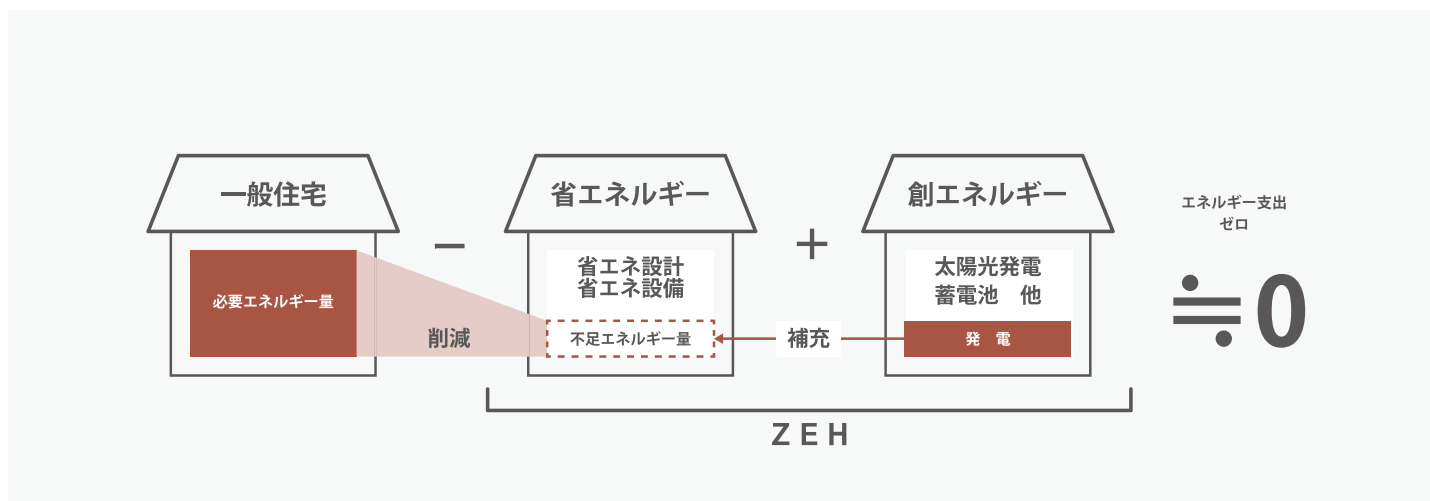 一般住宅
必要エネルギー量
削減
−
省エネルギー
省エネ設計
省エネ設備
不足エネルギー量
+
補充
創エネルギー
太陽光発電
蓄電池　他
発　電
ZEH
エネルギー支出
ゼロ
≒0